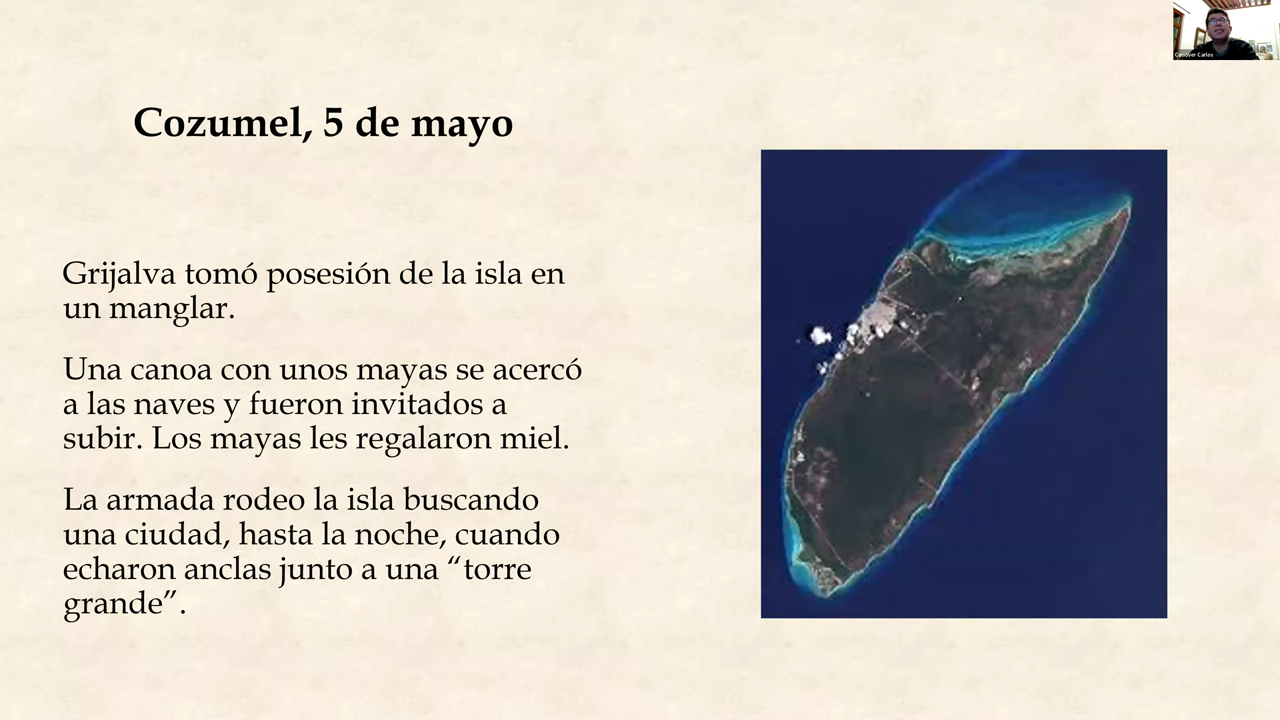 Cozumel, 5 de mayo
Grijalva tomó posesión de la isla en
un manglar.
Una canoa con unos mayas se acercó
a las naves y fueron invitados a
subir. Los mayas les regalaron miel.
La armada rodeo la isla buscando
una ciudad, hasta la noche, cuando
echaron anclas junto a una “torre
grande”.